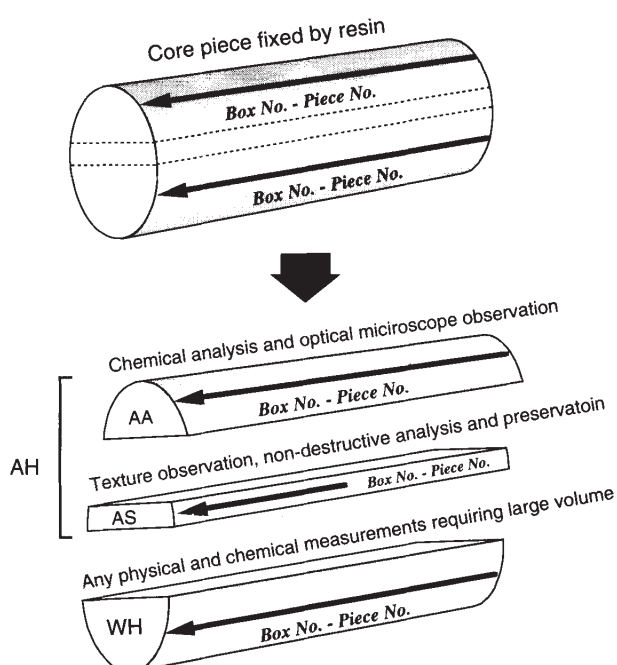 Core piece fixed by resin
Box No. - Piece No.
Box No. - Piece No.
Chemical analysis and optical miciroscope observation
AA
Box No. - Piece No.
AH
Texture observation, non-destructive analysis and preservatoin
Box No. - Piece No.
AS
Any physical and chemical measurements requiring large volume
WH
Box No. - Piece No.